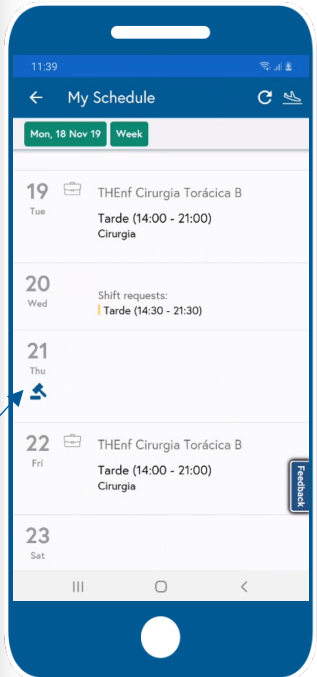 11:39
My Schedule
Mon, 18 Nov 19 Week
19 THEnf Cirurgia Torácica B
Tue
Tarde (14:00 - 21:00)
Cirurgia
20
Wed
Shift requests:
Tarde (14:30 - 21:30)
21
Thu
22 THEnf Cirurgia Torácica B
Fri
Tarde (14:00 - 21:00)
Cirurgia
Feedback
23
Sat